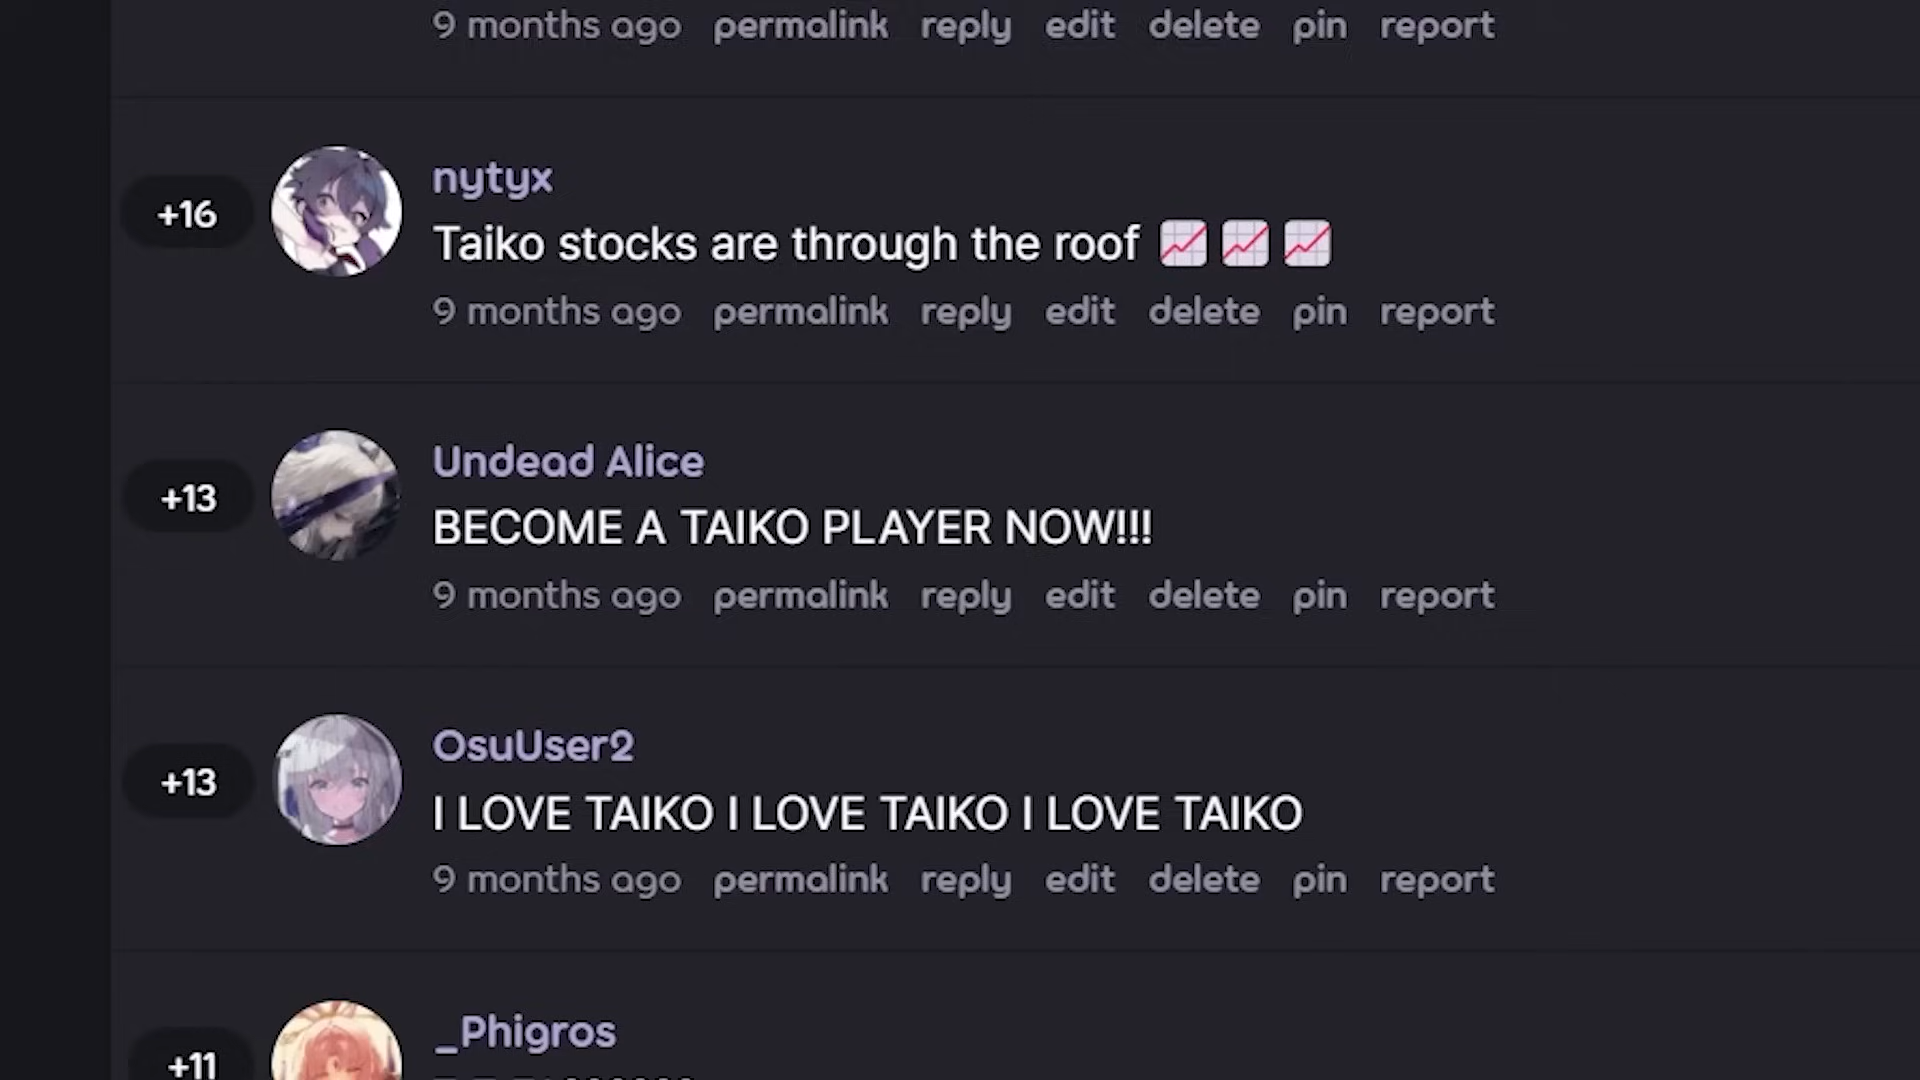 9 months ago permalink reply edit delete pin report
+16
nytyx
Taiko stocks are through the roof 📈 📈 📈
9 months ago permalink reply edit delete pin report
+13
Undead Alice
BECOME A TAIKO PLAYER NOW!!!
9 months ago permalink reply edit delete pin report
+13
OsuUser2
I LOVE TAIKO I LOVE TAIKO I LOVE TAIKO
9 months ago permalink reply edit delete pin report
+11
_Phigros